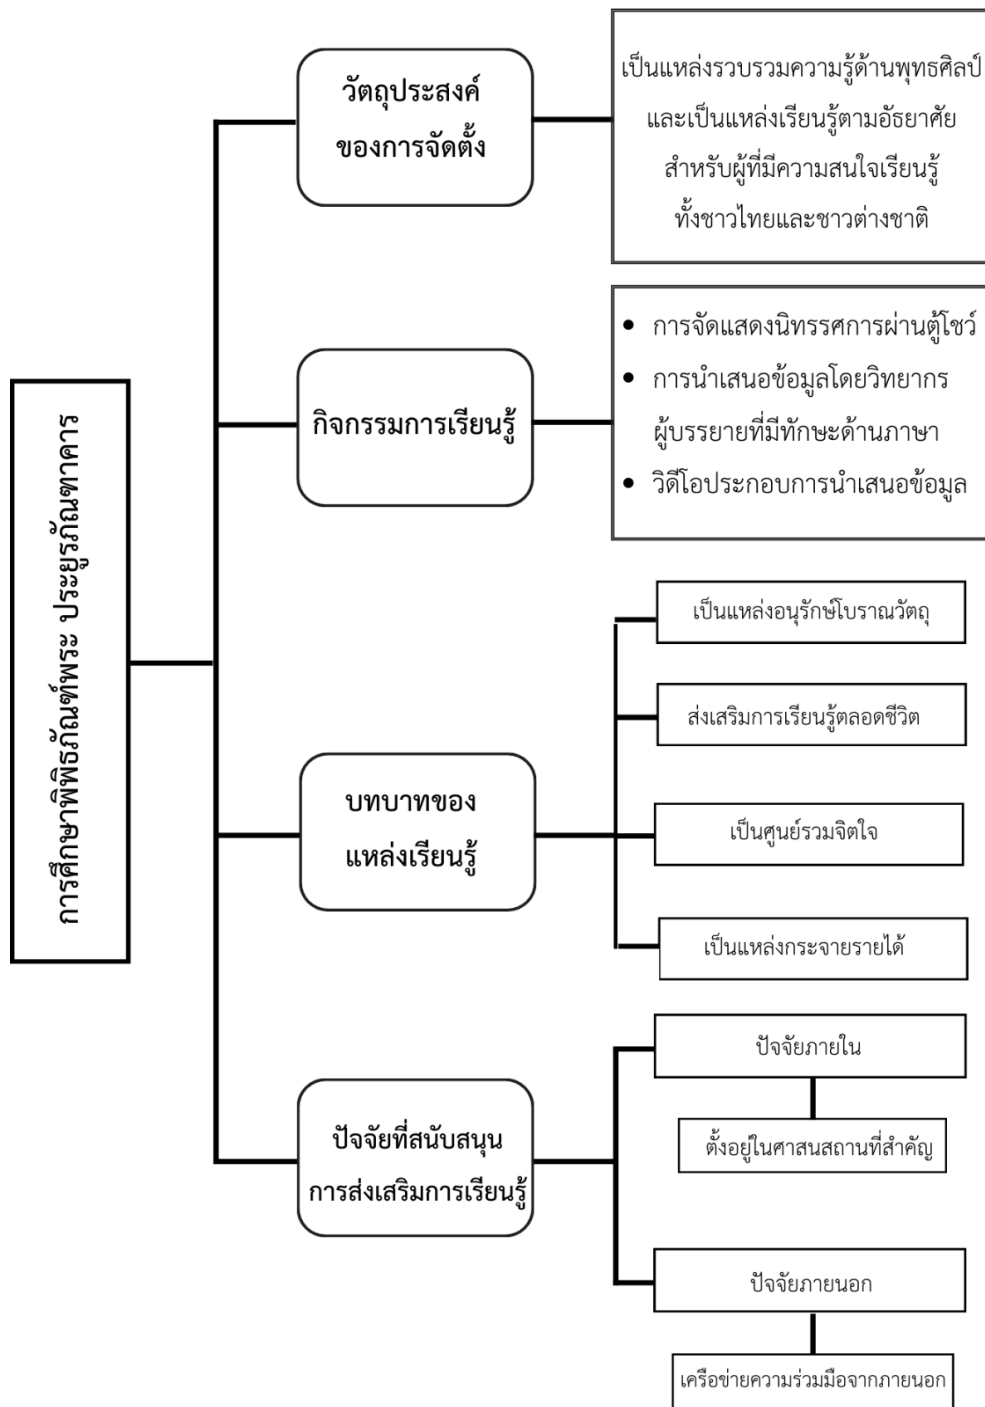 การศึกษาพิพิธภัณฑ์พระ ประยูรภัณฑาคาร
วัตถุประสงค์
ของการจัดตั้ง
เป็นแหล่งรวบรวมความรู้ด้านพุทธศิลป์
และเป็นแหล่งเรียนรู้ตามอัธยาศัย
สำหรับผู้ที่มีความสนใจเรียนรู้
ทั้งชาวไทยและชาวต่างชาติ
กิจกรรมการเรียนรู้
• การจัดแสดงนิทรรศการผ่านตู้โชว์
• การนำเสนอข้อมูลโดยวิทยากร
ผู้บรรยายที่มีทักษะด้านภาษา
• วิดีโอประกอบการนำเสนอข้อมูล
บทบาทของ
แหล่งเรียนรู้
เป็นแหล่งอนุรักษ์โบราณวัตถุ
ส่งเสริมการเรียนรู้ตลอดชีวิต
เป็นศูนย์รวมจิตใจ
เป็นแหล่งกระจายรายได้
ปัจจัยที่สนับสนุน
การส่งเสริมการเรียนรู้
ปัจจัยภายใน
ตั้งอยู่ในศาสนสถานที่สำคัญ
ปัจจัยภายนอก
เครือข่ายความร่วมมือจากภายนอก